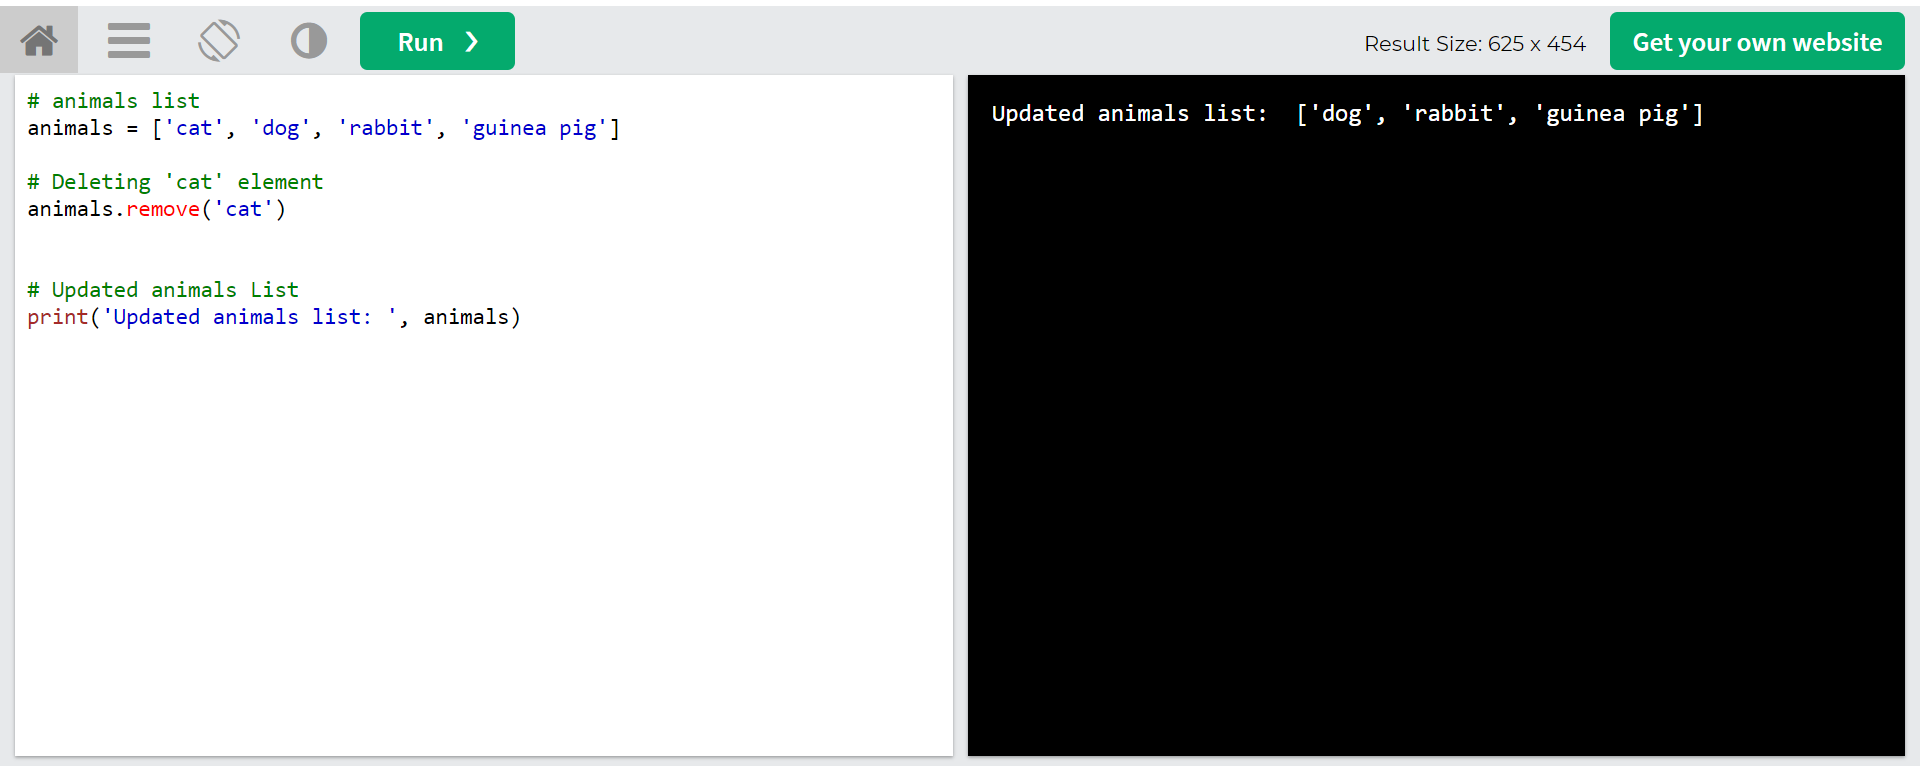 Run ❯
Result Size: 625 x 454
Get your own website
# animals list
animals = ['cat', 'dog', 'rabbit', 'guinea pig']
# Deleting 'cat' element
animals.remove('cat')
# Updated animals List
print('Updated animals list: ', animals)
Updated animals list:  ['dog', 'rabbit', 'guinea pig']